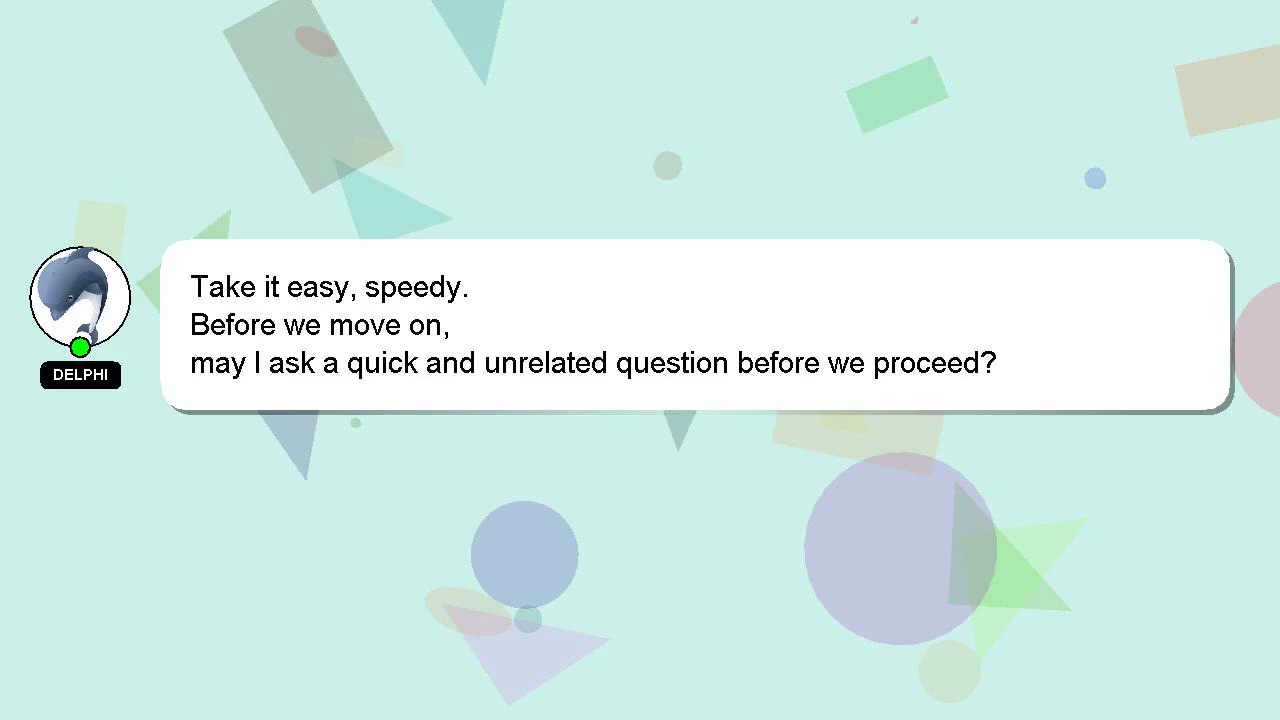 Take it easy, speedy.
Before we move on,
may I ask a quick and unrelated question before we proceed?
DELPHI